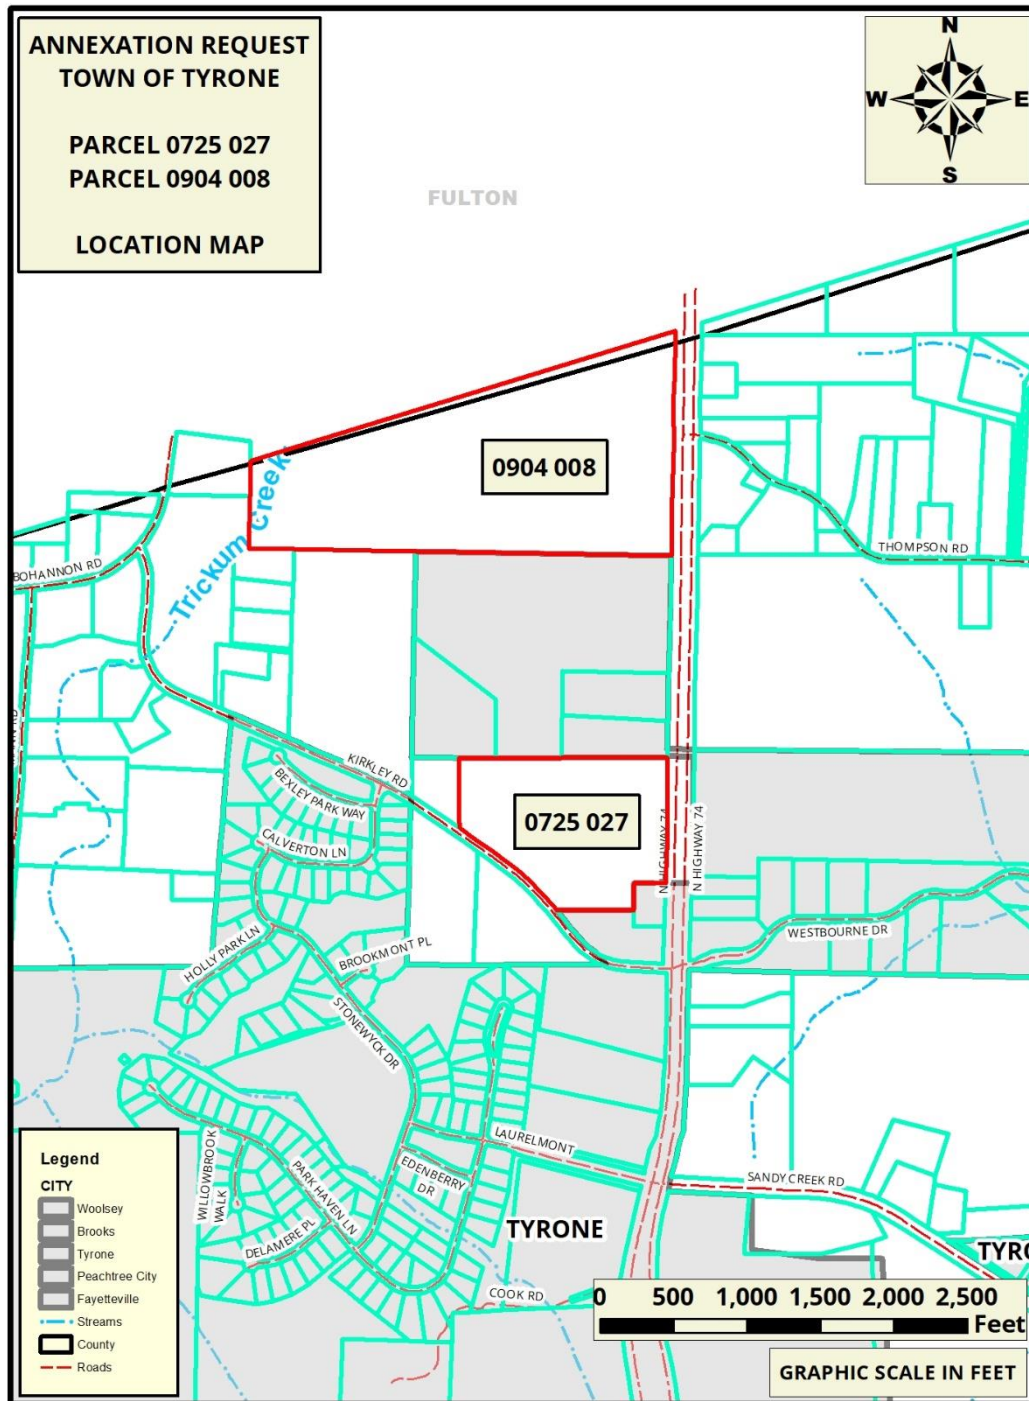 ANNEXATION REQUEST
TOWN OF TYRONE
PARCEL 0725 027
PARCEL 0904 008
LOCATION MAP
N
W
E
S
FULTON
0904 008
Trickum Creek
BOHANNON RD
THOMPSON RD
KIRKLEY RD
BEXLEY PARK WAY
CALVERTON LN
0725 027
N HIGHWAY 74
N HIGHWAY 74
HOLLY PARK LN
BROOKMONT PL
STONEWYCK DR
WESTBOURNE DR
LAURELMONT
EDENBERRY
DR
WILLOWBROOK
WALK
PARK HAVEN LN
DELAMERE PL
SANDY CREEK RD
TYRONE
TYRO
COOK RD
Legend
CITY
Woolsey
Brooks
Tyrone
Peachtree City
Fayetteville
Streams
County
Roads
0 500 1,000 1,500 2,000 2,500
Feet
GRAPHIC SCALE IN FEET